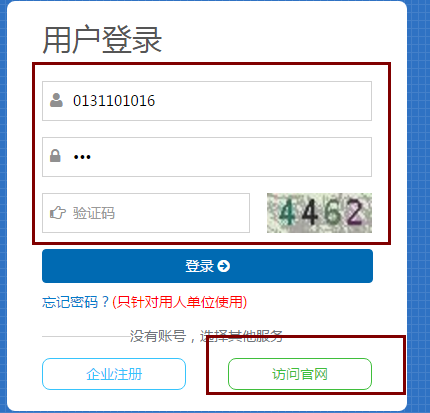 用户登录
0131101016
•••
验证码 4462
登录
忘记密码？(只针对用人单位使用)
没有账号，选择其他服务
企业注册 访问官网